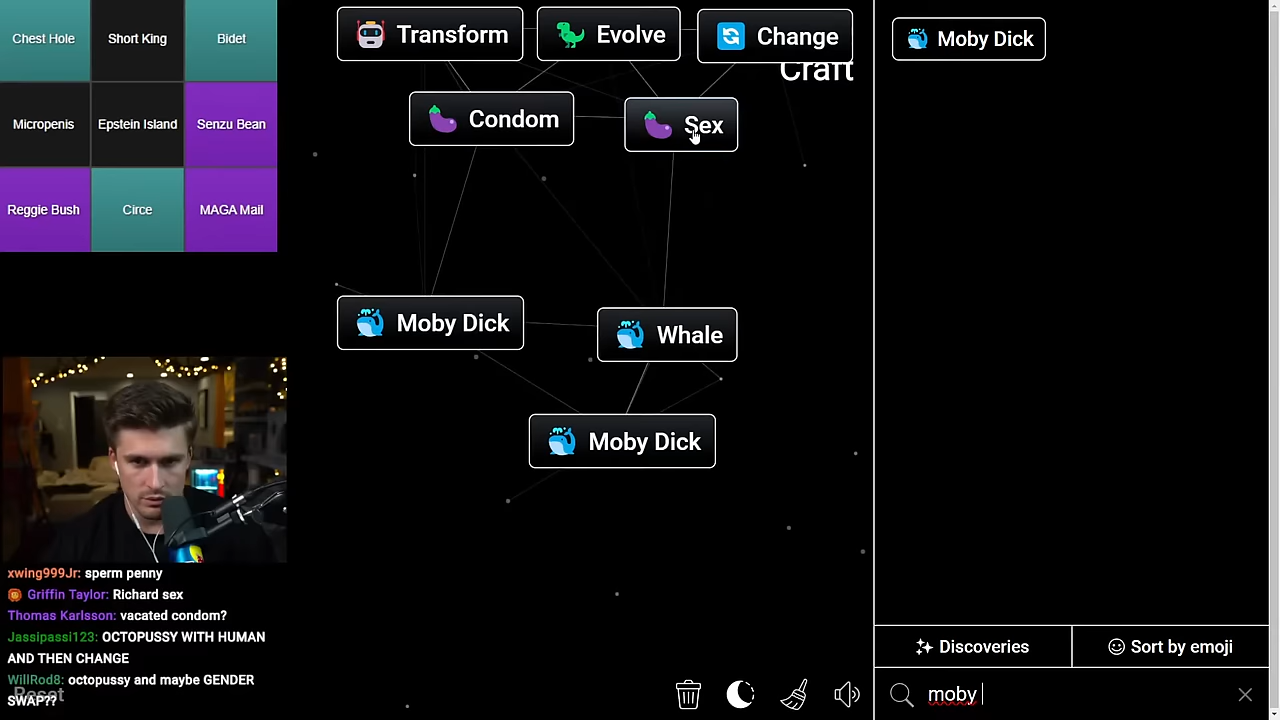 Chest Hole
Short King
Bidet
Micropenis
Epstein Island
Senzu Bean
Reggie Bush
Circe
MAGA Mail
Transform
Evolve
Change
Craft
Condom
Sex
Moby Dick
Whale
Moby Dick
Moby Dick
xwing999Jr: sperm penny
Griffin Taylor: Richard sex
Thomas Karlsson: vacated condom?
Jassipassi123: OCTOPUSSY WITH HUMAN
AND THEN CHANGE
WillRod8: octopussy and maybe GENDER
SWAP??
Reset
Discoveries
Sort by emoji
moby